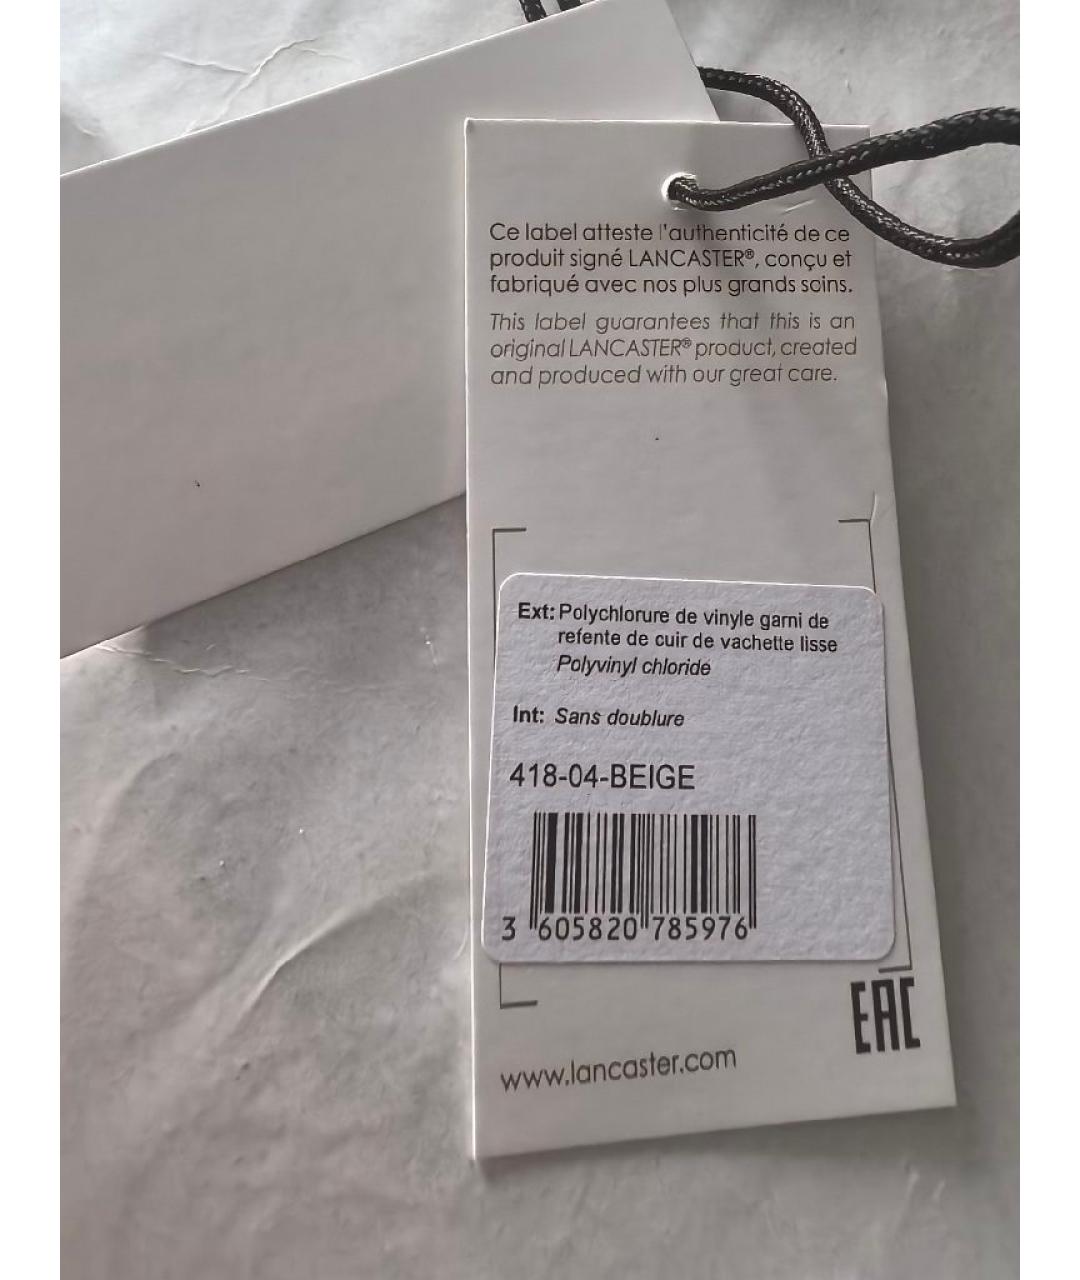 Ce label atteste l'authenticité de ce
produit signé LANCASTER®, conçu et
fabriqué avec nos plus grands soins.
This label guarantees that this is an
original LANCASTER® product, created
and produced with our great care.
Ext: Polychlorure de vinyle garni de
refente de cuir de vachette lisse
Polyvinyl chloride
Int: Sans doublure
418-04-BEIGE
3 605820 785976
EAC
www.lancaster.com